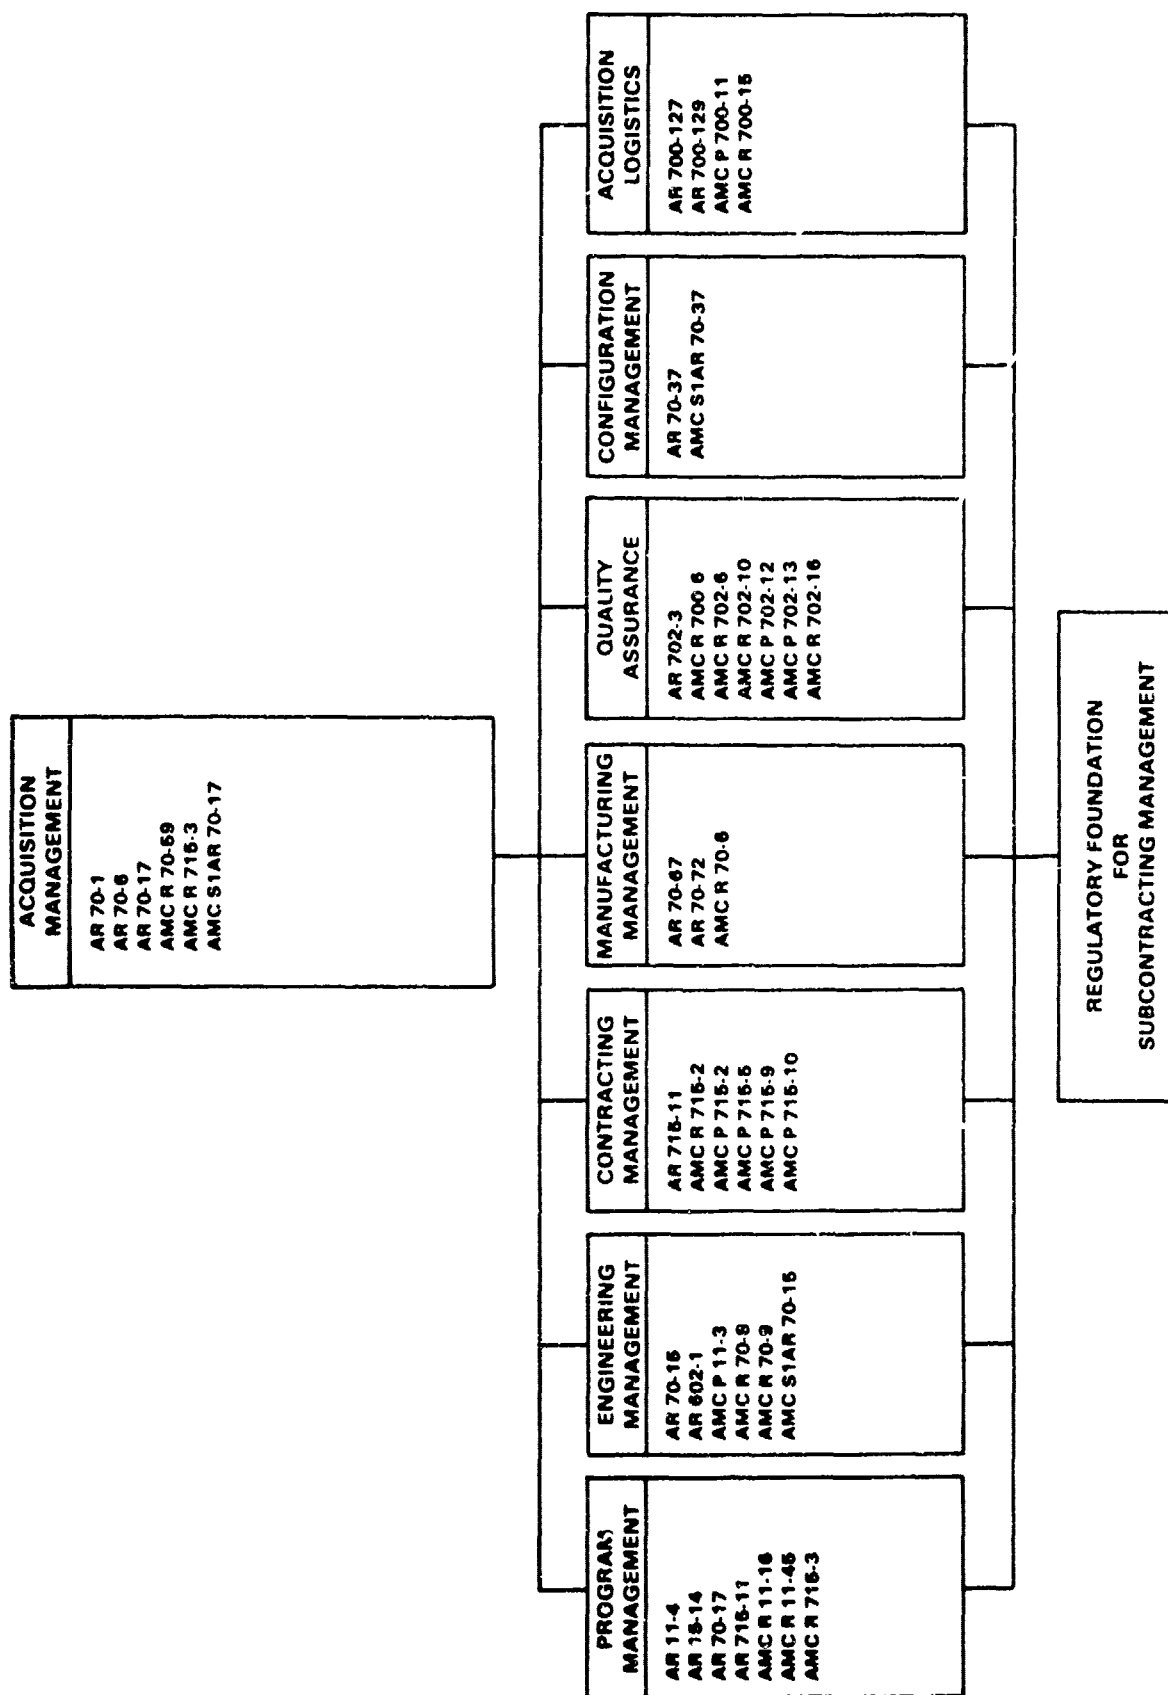 ACQUISITION
MANAGEMENT
AR 70-1
AR 70-6
AR 70-17
AMC R 70-59
AMC R 715-3
AMC S1AR 70-17
PROGRAM
MANAGEMENT
AR 11-4
AR 15-14
AR 70-17
AR 715-11
AMC R 11-16
AMC R 11-45
AMC R 715-3
ENGINEERING
MANAGEMENT
AR 70-15
AR 602-1
AMC P 11-3
AMC R 70-8
AMC R 70-9
AMC S1AR 70-15
CONTRACTING
MANAGEMENT
AR 715-11
AMC R 715-2
AMC P 715-2
AMC P 715-5
AMC P 715-9
AMC P 715-10
MANUFACTURING
MANAGEMENT
AR 70-67
AR 70-72
AMC R 70-6
QUALITY
ASSURANCE
AR 702-3
AMC R 700-6
AMC R 702-6
AMC R 702-10
AMC P 702-12
AMC P 702-13
AMC R 702-16
CONFIGURATION
MANAGEMENT
AR 70-37
AMC S1AR 70-37
ACQUISITION
LOGISTICS
AR 700-127
AR 700-129
AMC P 700-11
AMC R 700-15
REGULATORY FOUNDATION
FOR
SUBCONTRACTING MANAGEMENT